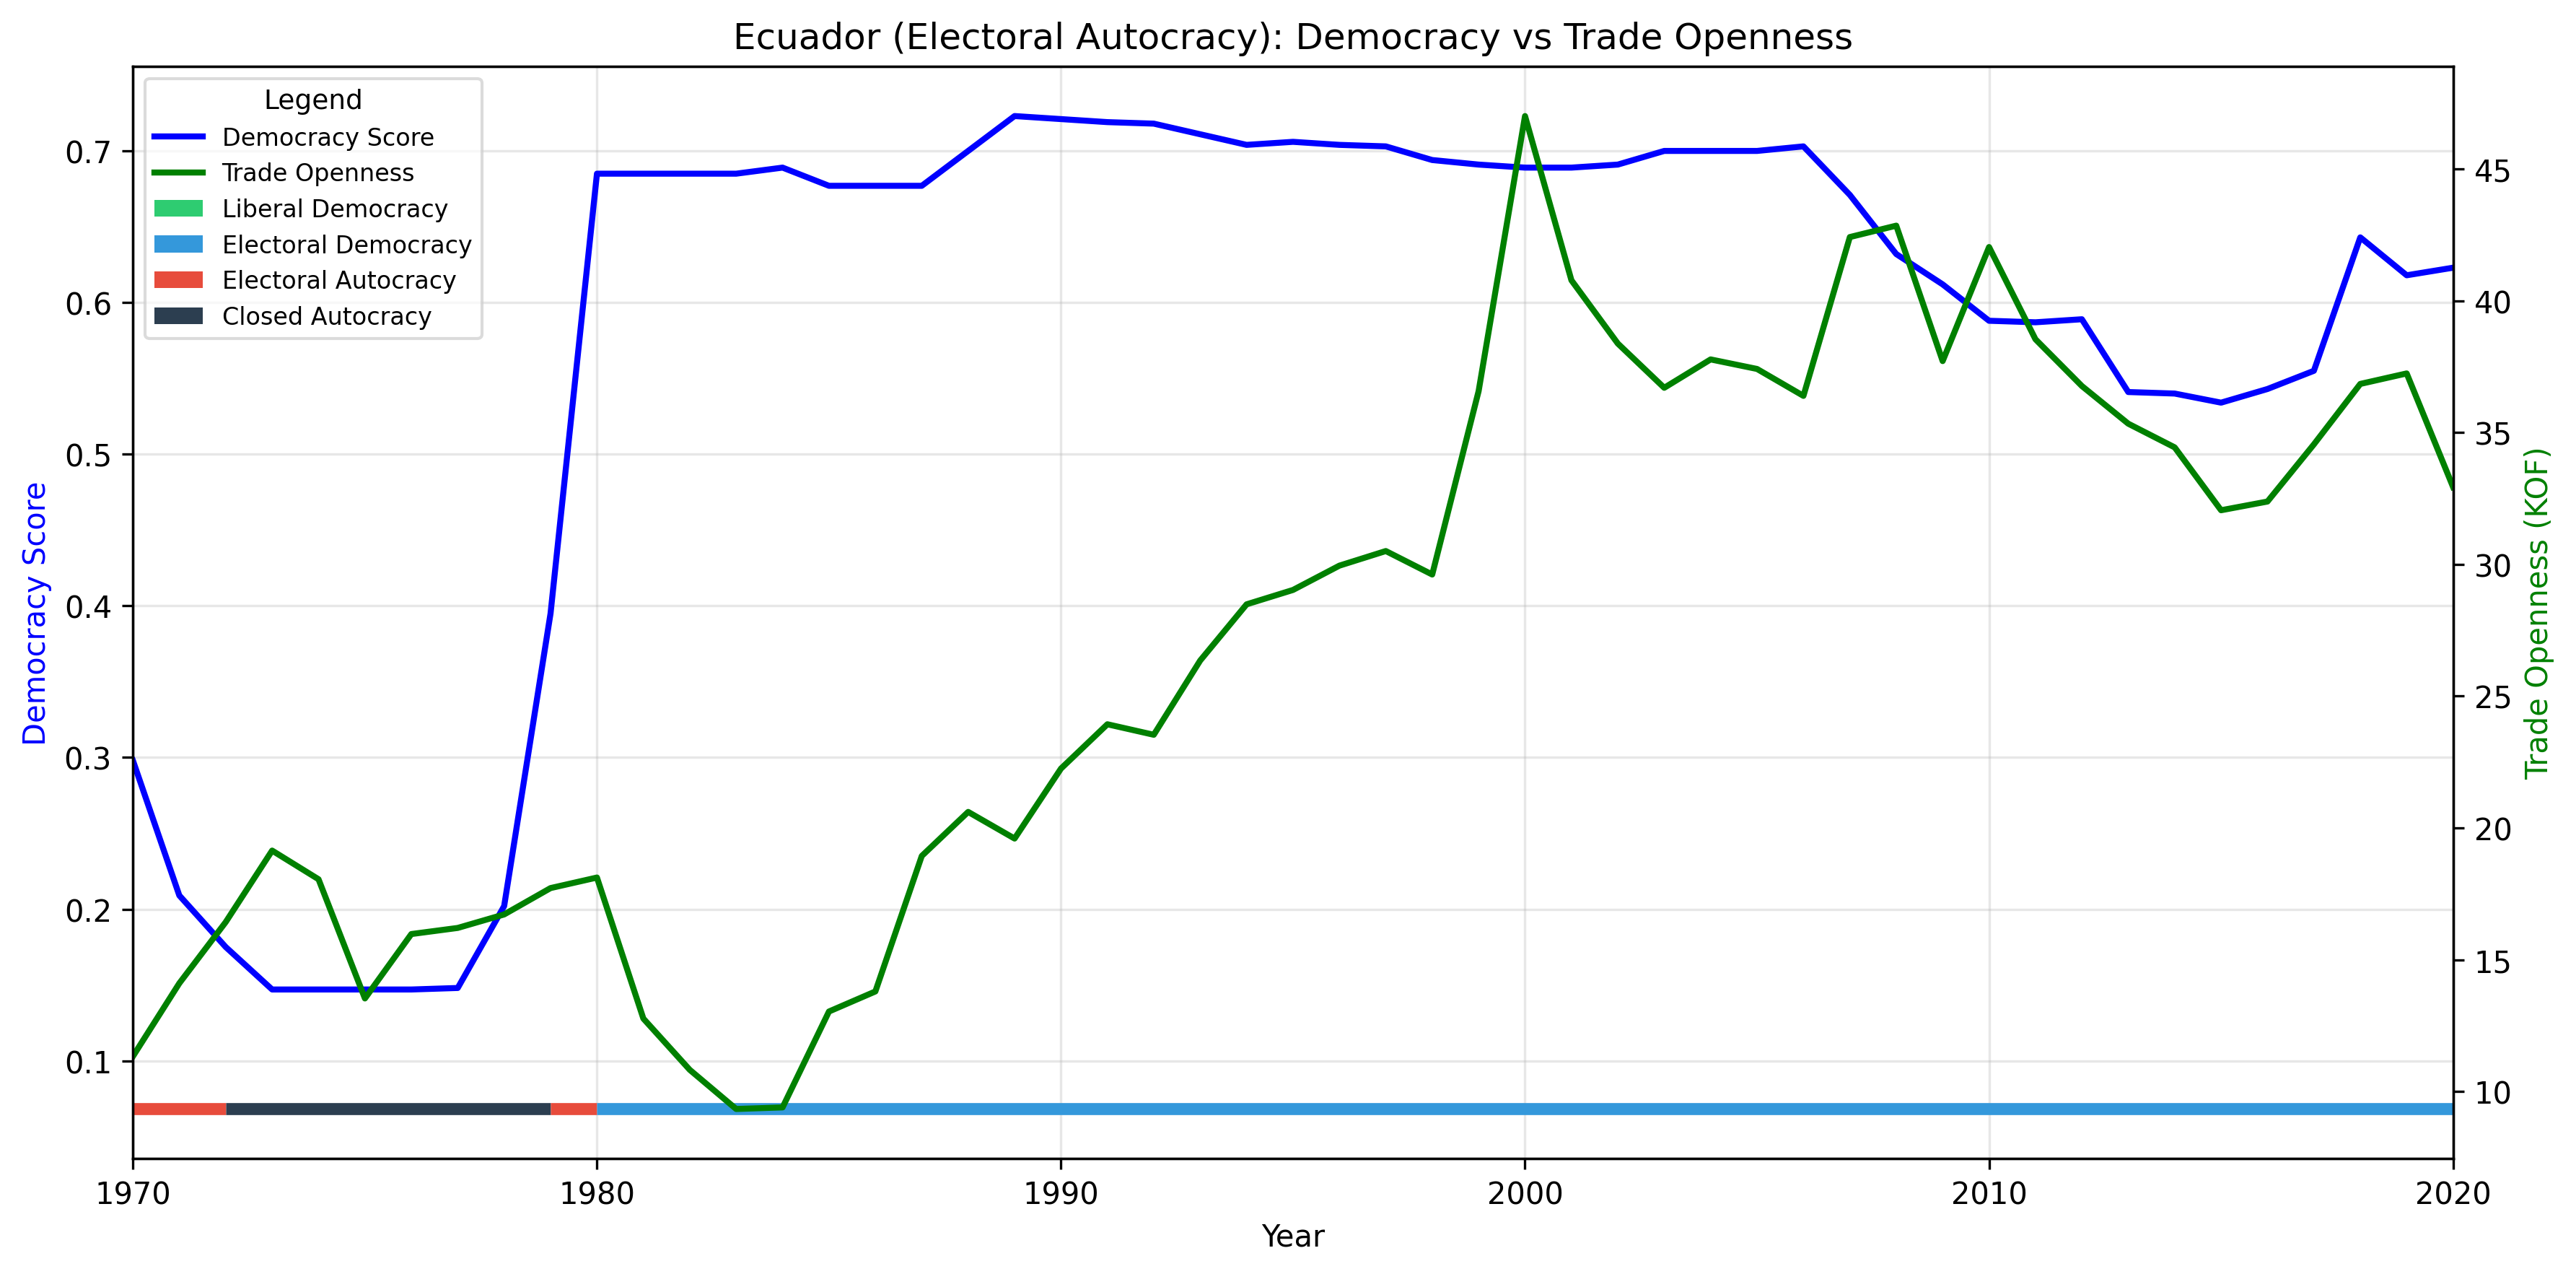 Ecuador (Electoral Autocracy): Democracy vs Trade Openness
Legend
Democracy Score
Trade Openness
Liberal Democracy
Electoral Democracy
Electoral Autocracy
Closed Autocracy
0.7
0.6
0.5
0.4
0.3
0.2
0.1
Democracy Score
45
40
35
30
25
20
15
10
Trade Openness (KOF)
1970
1980
1990
2000
2010
2020
Year